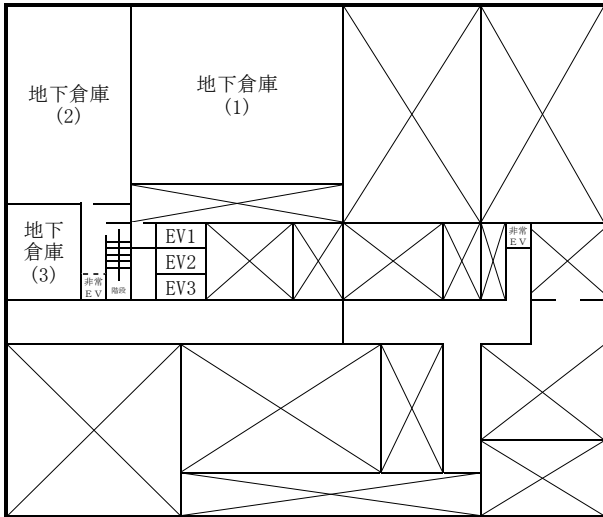 地下倉庫
(2)
地下倉庫
(1)
地下
倉庫
(3)
非常
EV
階段
EV1
EV2
EV3
非常
EV